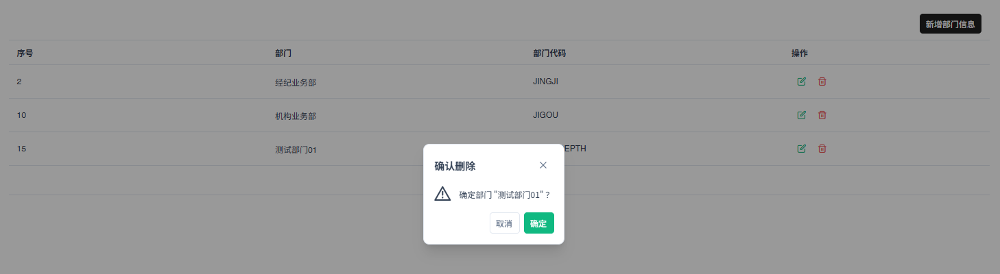 新增部门信息
序号 部门 部门代码 操作
2 经纪业务部 JINGJI
10 机构业务部 JIGOU
15 测试部门01 EPTH
确认删除
确定部门 "测试部门01" ?
取消 确定